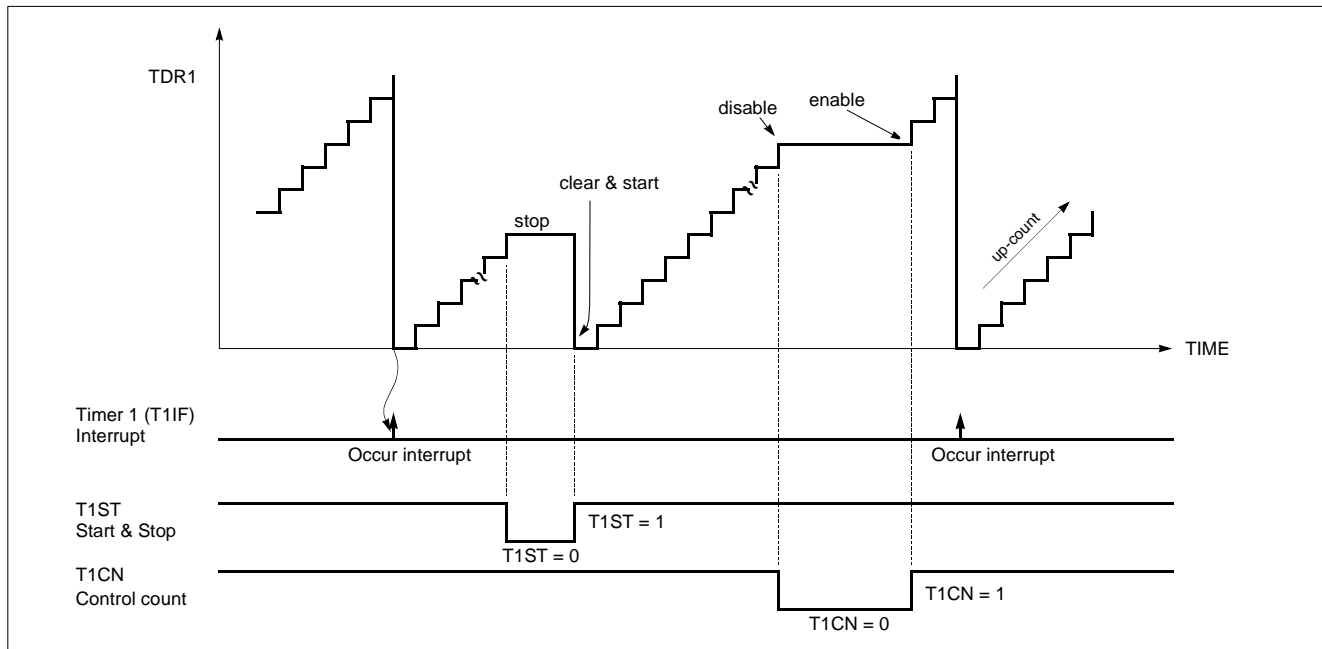 TDR1
disable
enable
clear & start
stop
up-count
TIME
Timer 1 (T1IF)
Interrupt
Occur interrupt
Occur interrupt
T1ST
Start & Stop
T1ST = 1
T1ST = 0
T1CN
Control count
T1CN = 1
T1CN = 0